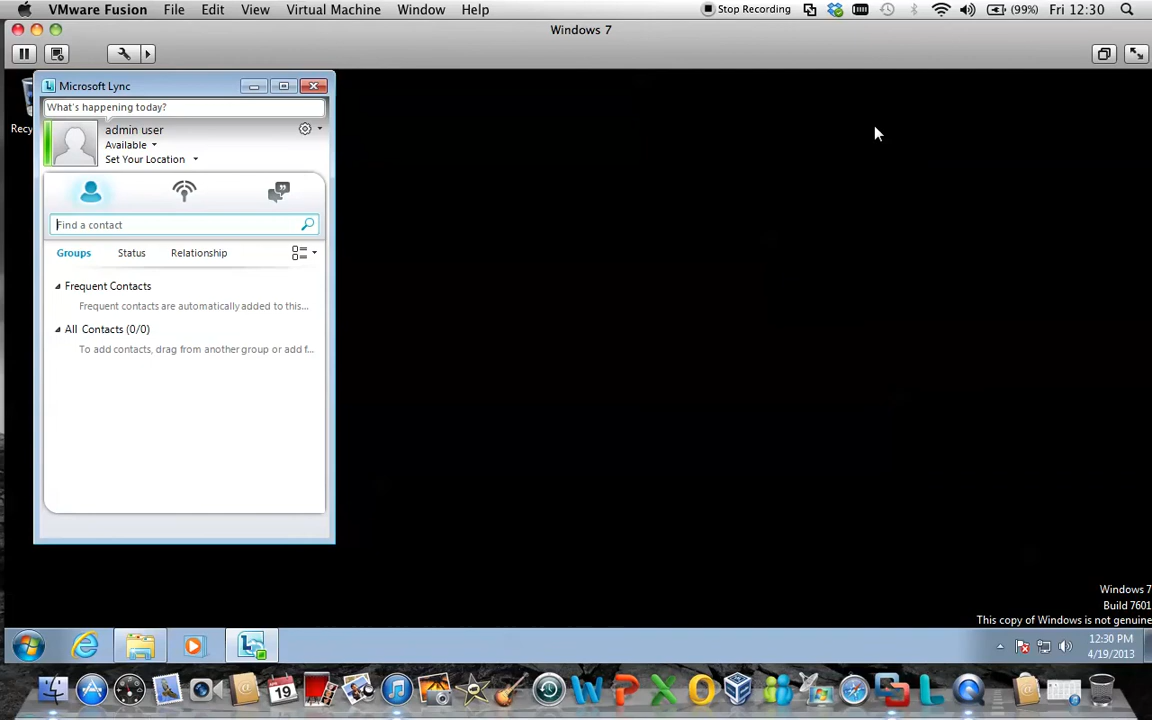 VMware Fusion File Edit View Virtual Machine Window Help Stop Recording (99%) Fri 12:30
Windows 7
Recy
Microsoft Lync
What's happening today?
admin user
Available
Set Your Location
Find a contact
Groups Status Relationship
Frequent Contacts
Frequent contacts are automatically added to this...
All Contacts (0/0)
To add contacts, drag from another group or add f...
Windows 7
Build 7601
This copy of Windows is not genuine
12:30 PM
4/19/2013
19